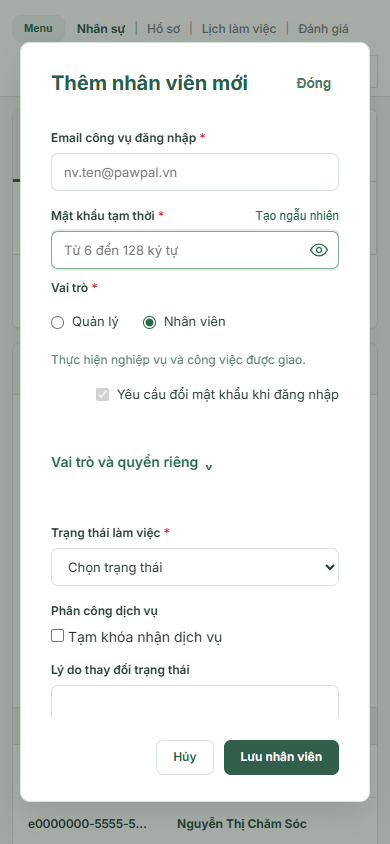 Menu Nhân sự | Hồ sơ | Lịch làm việc | Đánh giá
Thêm nhân viên mới Đóng
Email công vụ đăng nhập *
nv.ten@pawpal.vn
Mật khẩu tạm thời * Tạo ngẫu nhiên
Từ 6 đến 128 ký tự
Vai trò *
Quản lý Nhân viên
Thực hiện nghiệp vụ và công việc được giao.
Yêu cầu đổi mật khẩu khi đăng nhập
Vai trò và quyền riêng
Trạng thái làm việc *
Chọn trạng thái
Phân công dịch vụ
Tạm khóa nhận dịch vụ
Lý do thay đổi trạng thái
Hủy Lưu nhân viên
e0000000-5555-5... Nguyễn Thị Chăm Sóc